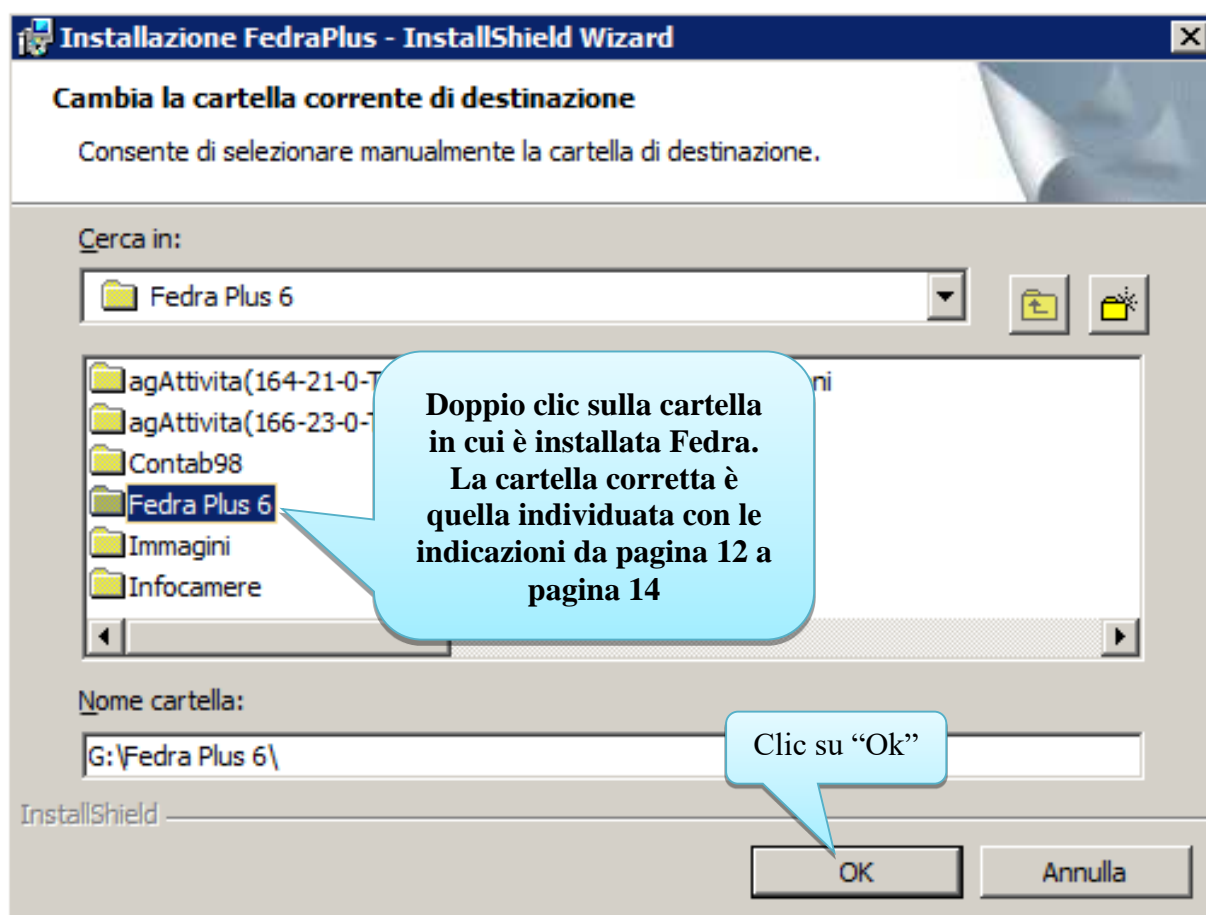 Installazione FedraPlus - InstallShield Wizard
Cambia la cartella corrente di destinazione
Consente di selezionare manualmente la cartella di destinazione.
Cerca in:
Fedra Plus 6
agAttivita(164-21-0-T
agAttivita(166-23-0-T
Contab98
Fedra Plus 6
Immagini
Infocamere
ni
Doppio clic sulla cartella
in cui è installata Fedra.
La cartella corretta è
quella individuata con le
indicazioni da pagina 12 a
pagina 14
Nome cartella:
G:\Fedra Plus 6\
Clic su “Ok”
InstallShield
OK
Annulla